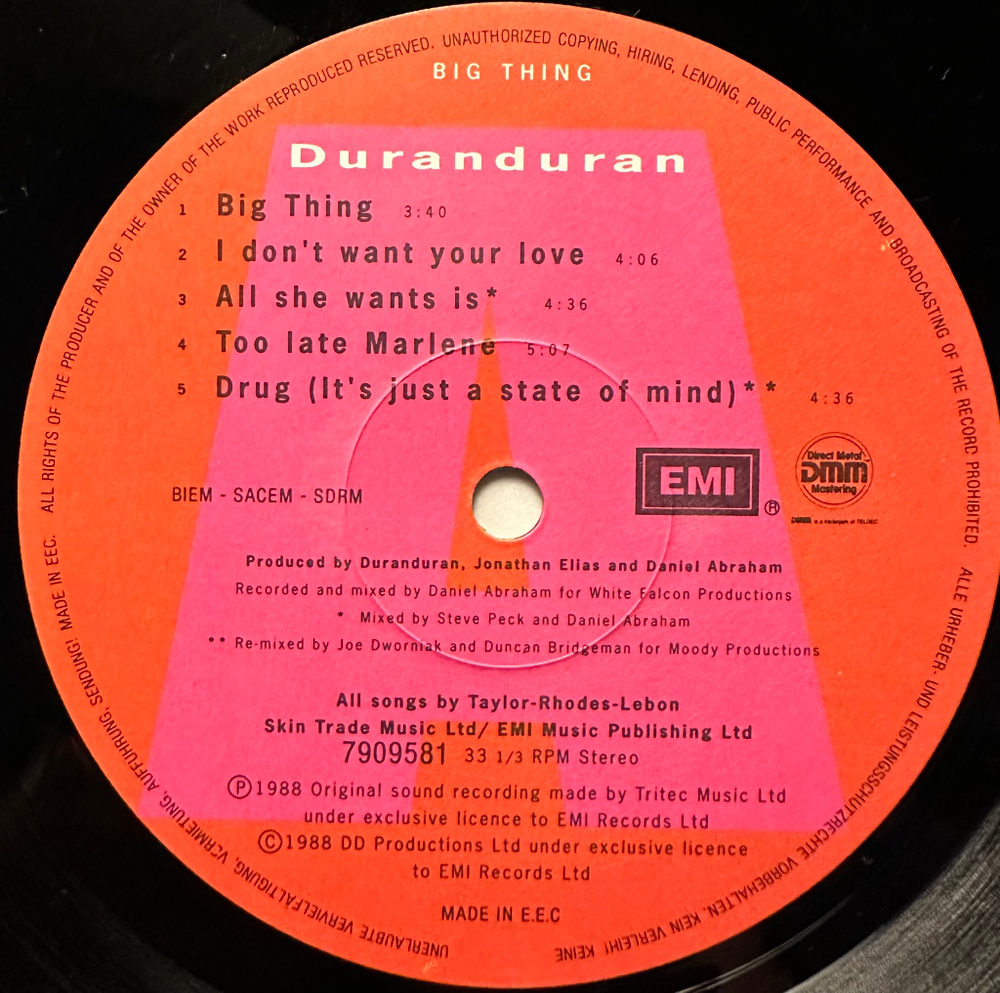 ALL RIGHTS OF THE PRODUCER AND OF THE OWNER OF THE WORK REPRODUCED RESERVED. UNAUTHORIZED COPYING, HIRING, LENDING, PUBLIC PERFORMANCE AND BROADCASTING OF THE RECORD PROHIBITED.
ALLE URHEBER- UND LEISTUNGSSCHUTZRECHTE VORBEHALTEN. KEIN VERLEIH! KEINE
UNERLAUBTE VERVIELFÄLTIGUNG, VERMIETUNG, AUFFÜHRUNG, SENDUNG! MADE IN EEC.
BIG THING
Duranduran
1 Big Thing 3:40
2 I don't want your love 4:06
3 All she wants is* 4:36
4 Too late Marlene 5:07
5 Drug (It's just a state of mind)** 4:36
BIEM - SACEM - SDRM
EMI ®
Direct Metal
DMM
Mastering
DMM is a trademark of TELDEC
Produced by Duranduran, Jonathan Elias and Daniel Abraham
Recorded and mixed by Daniel Abraham for White Falcon Productions
* Mixed by Steve Peck and Daniel Abraham
** Re-mixed by Joe Dworniak and Duncan Bridgeman for Moody Productions
All songs by Taylor-Rhodes-Lebon
Skin Trade Music Ltd/ EMI Music Publishing Ltd
7909581 33 1/3 RPM Stereo
Ⓟ1988 Original sound recording made by Tritec Music Ltd
under exclusive licence to EMI Records Ltd
©1988 DD Productions Ltd under exclusive licence
to EMI Records Ltd
MADE IN E.E.C